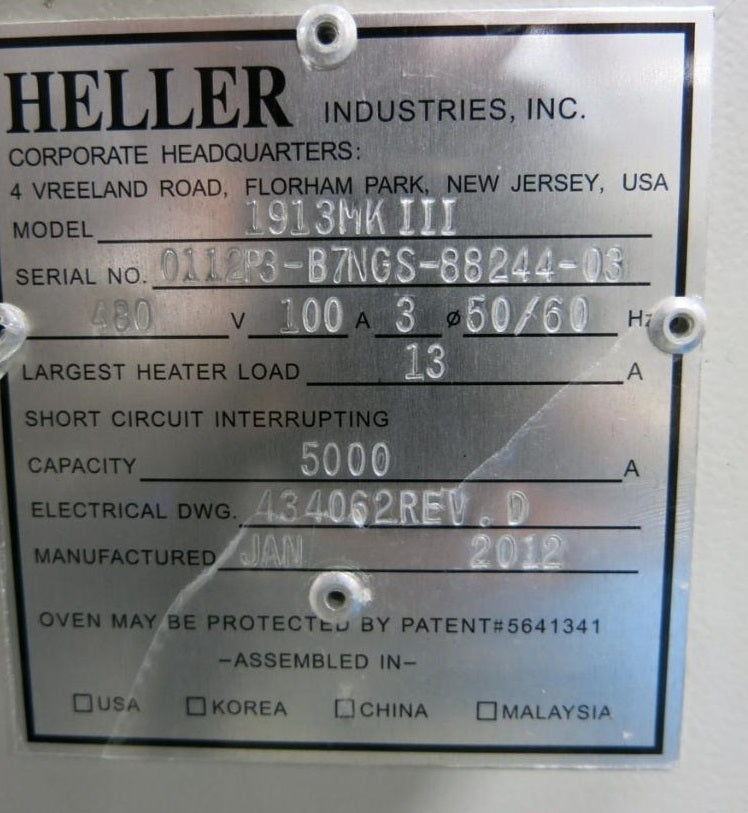 HELLER INDUSTRIES, INC.
CORPORATE HEADQUARTERS:
4 VREELAND ROAD, FLORHAM PARK, NEW JERSEY, USA
MODEL 1913MKIII
SERIAL NO. 0112P3-B7NGS-88244-03
480 V 100 A 3 ø 50/60 Hz
LARGEST HEATER LOAD 13 A
SHORT CIRCUIT INTERRUPTING
CAPACITY 5000 A
ELECTRICAL DWG. 434062REV.D
MANUFACTURED JAN 2012
OVEN MAY BE PROTECTED BY PATENT#5641341
-ASSEMBLED IN-
☐USA ☐KOREA ☐CHINA ☐MALAYSIA